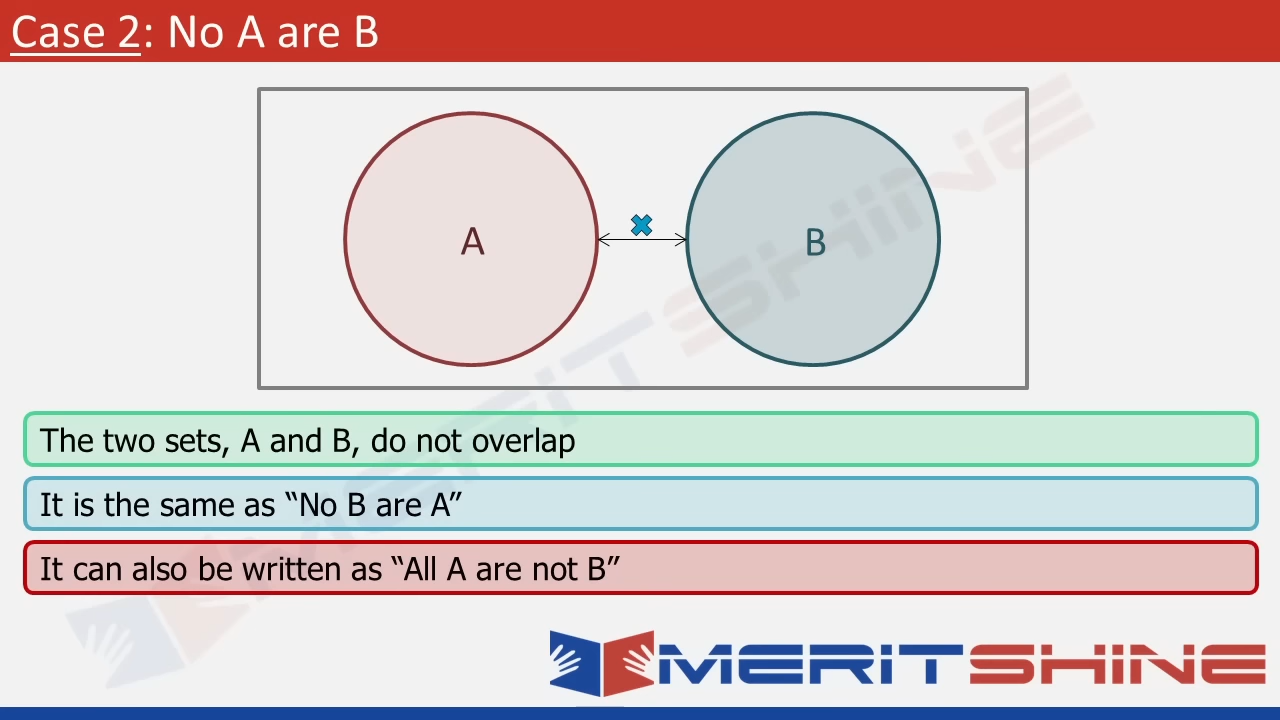 Case 2: No A are B
A
B
The two sets, A and B, do not overlap
It is the same as “No B are A”
It can also be written as “All A are not B”
MERITSHINE
MERITSHINE